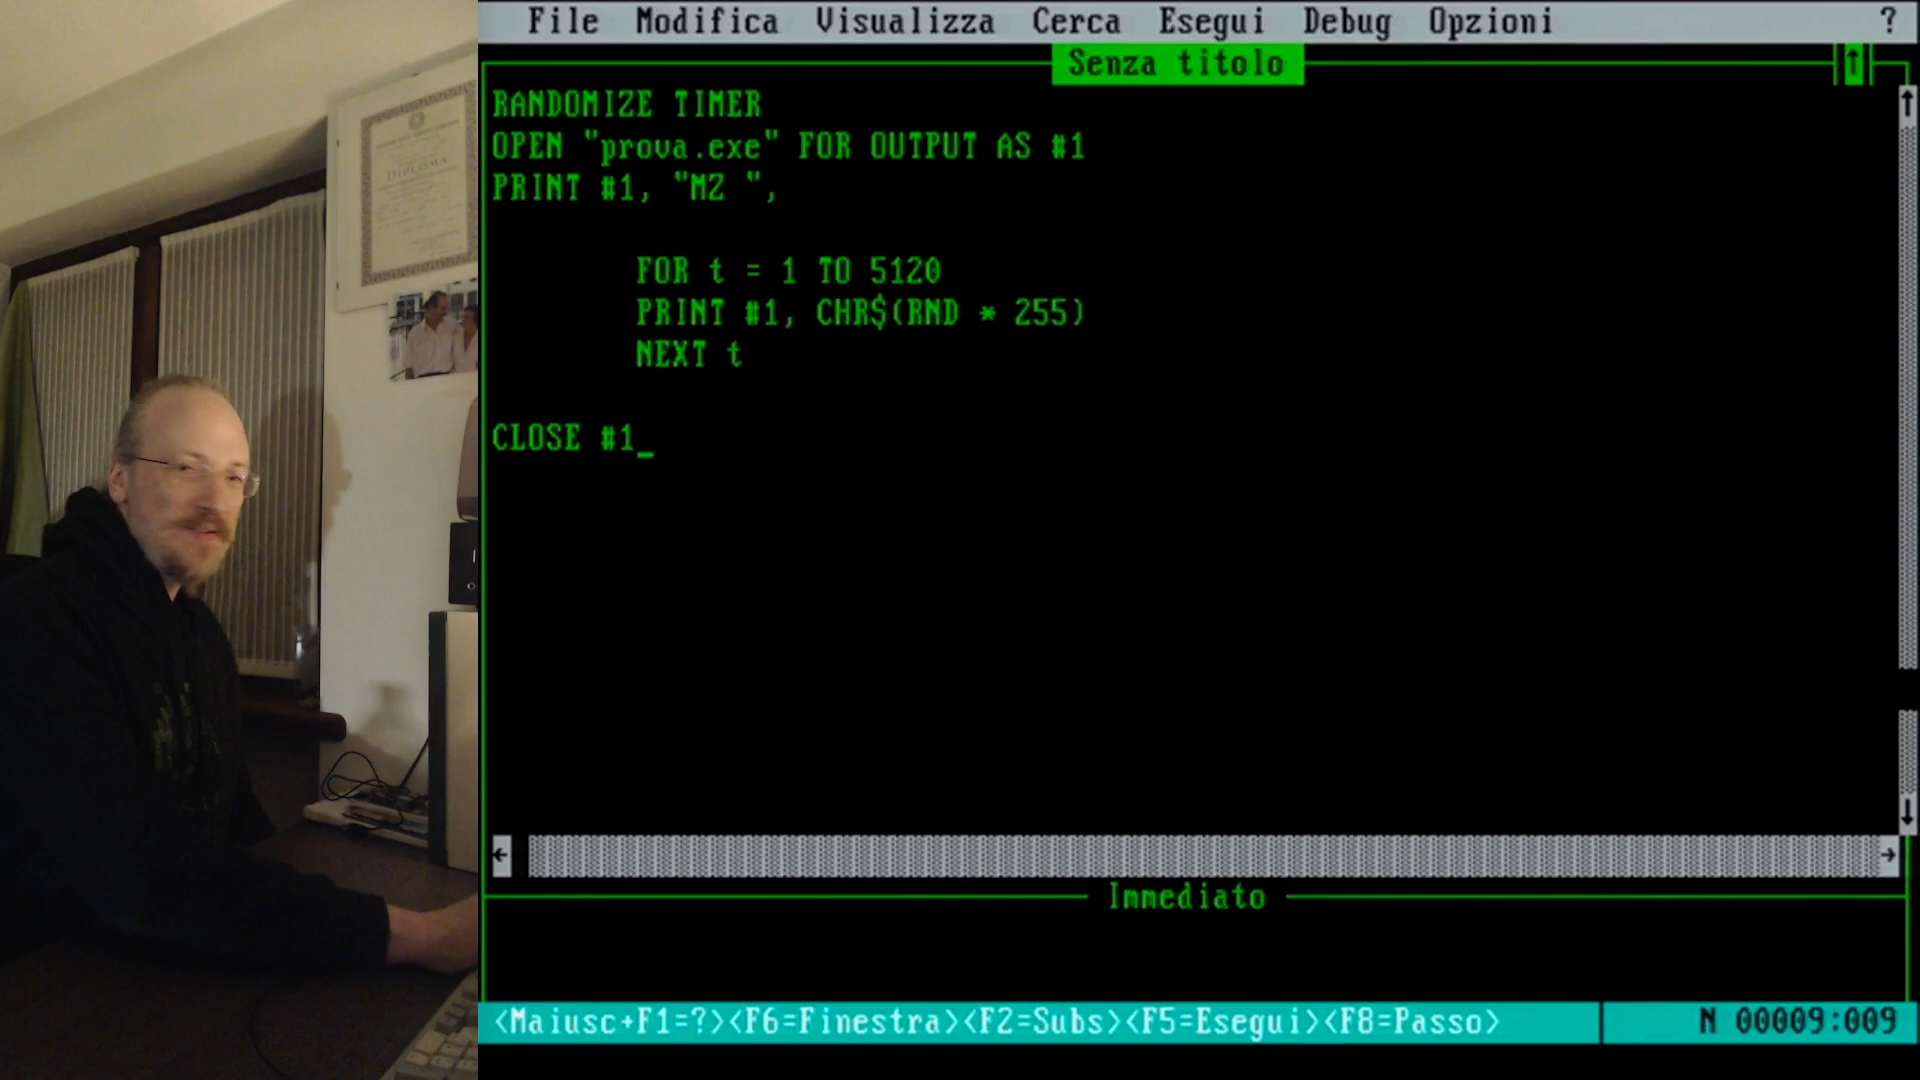 DIPLOMA
File Modifica Visualizza Cerca Esegui Debug Opzioni ?
Senza titolo
RANDOMIZE TIMER
OPEN "prova.exe" FOR OUTPUT AS #1
PRINT #1, "MZ ",
FOR t = 1 TO 5120
PRINT #1, CHR$(RND * 255)
NEXT t
CLOSE #1_
Immediato
<Maiusc+F1=?><F6=Finestra><F2=Subs><F5=Esegui><F8=Passo> N 00009:009